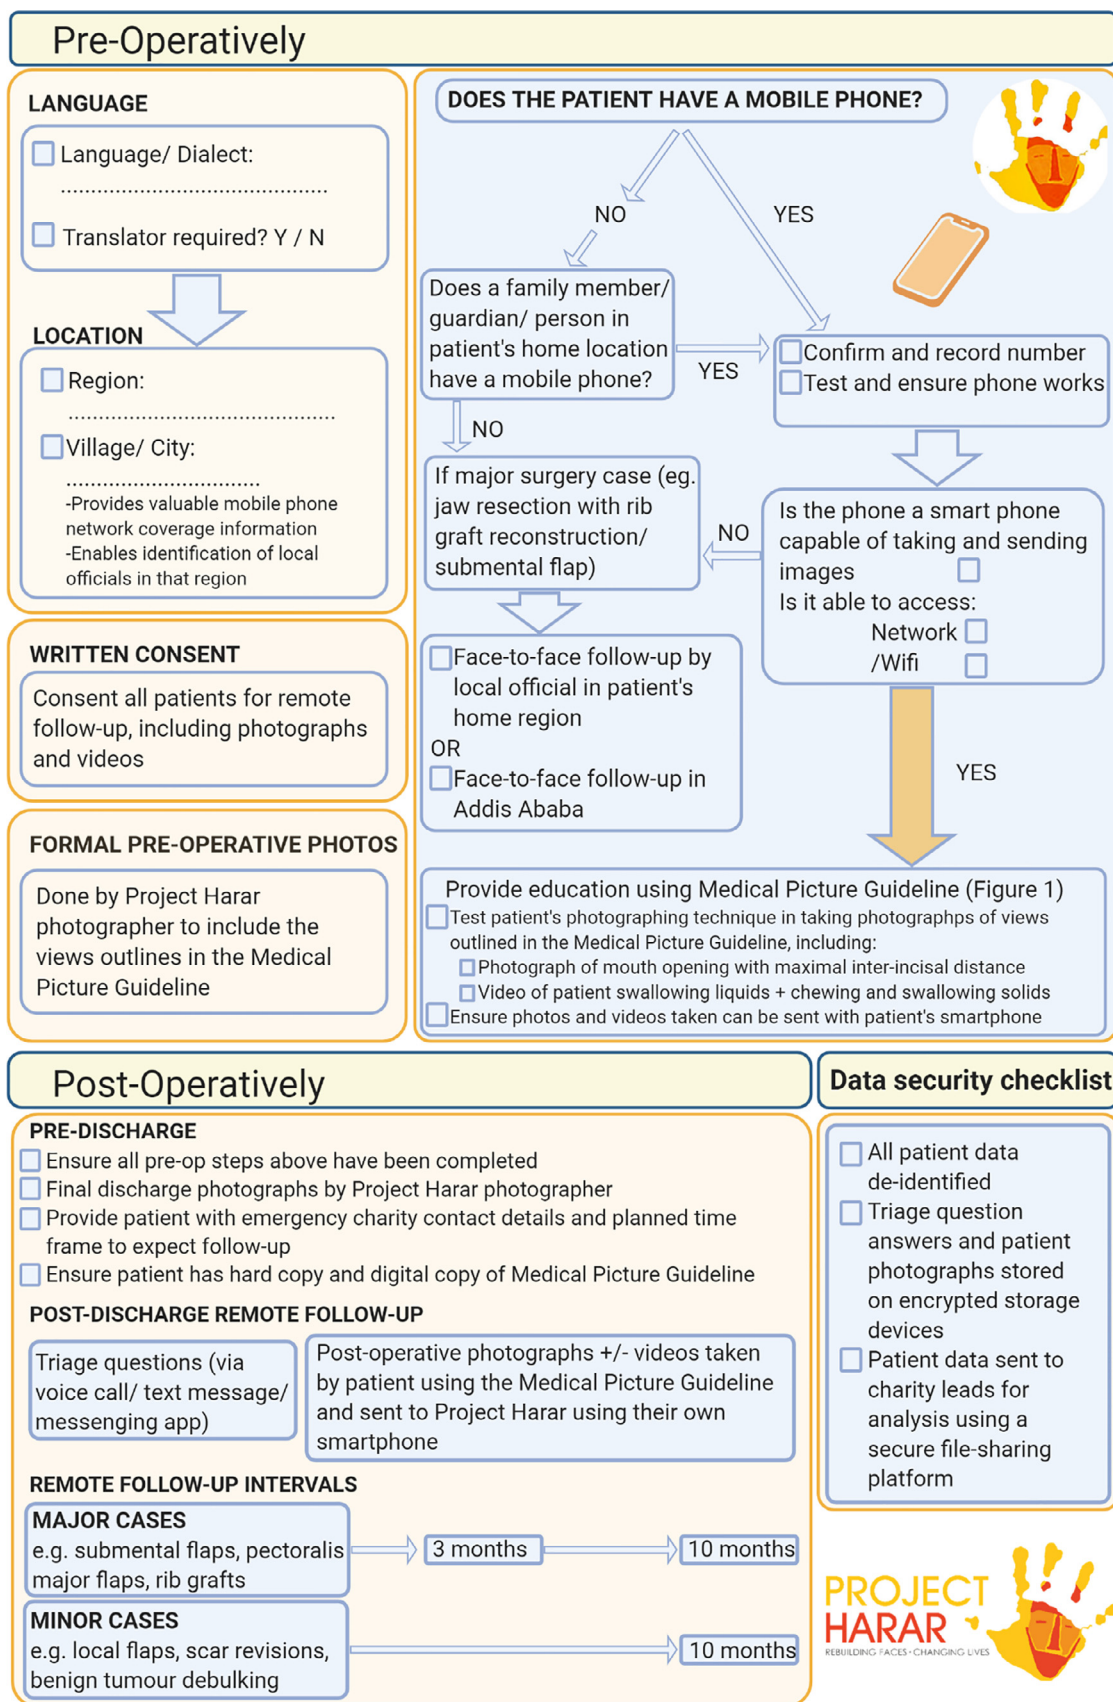 Pre-Operatively
LANGUAGE
Language/ Dialect:
............................................
Translator required? Y / N
LOCATION
Region:
............................................
Village/ City:
................................
-Provides valuable mobile phone
network coverage information
-Enables identification of local
officials in that region
WRITTEN CONSENT
Consent all patients for remote
follow-up, including photographs
and videos
FORMAL PRE-OPERATIVE PHOTOS
Done by Project Harar
photographer to include the
views outlines in the Medical
Picture Guideline
DOES THE PATIENT HAVE A MOBILE PHONE?
NO
YES
Does a family member/
guardian/ person in
patient's home location
have a mobile phone?
YES
Confirm and record number
Test and ensure phone works
NO
If major surgery case (eg.
jaw resection with rib
graft reconstruction/
submental flap)
NO
Is the phone a smart phone
capable of taking and sending
images
Is it able to access:
Network
/Wifi
Face-to-face follow-up by
local official in patient's
home region
OR
Face-to-face follow-up in
Addis Ababa
YES
Provide education using Medical Picture Guideline (Figure 1)
Test patient's photographing technique in taking photographps of views
outlined in the Medical Picture Guideline, including:
Photograph of mouth opening with maximal inter-incisal distance
Video of patient swallowing liquids + chewing and swallowing solids
Ensure photos and videos taken can be sent with patient's smartphone
Post-Operatively
PRE-DISCHARGE
Ensure all pre-op steps above have been completed
Final discharge photographs by Project Harar photographer
Provide patient with emergency charity contact details and planned time
frame to expect follow-up
Ensure patient has hard copy and digital copy of Medical Picture Guideline
POST-DISCHARGE REMOTE FOLLOW-UP
Triage questions (via
voice call/ text message/
messenging app)
Post-operative photographs +/- videos taken
by patient using the Medical Picture Guideline
and sent to Project Harar using their own
smartphone
REMOTE FOLLOW-UP INTERVALS
MAJOR CASES
e.g. submental flaps, pectoralis
major flaps, rib grafts
3 months
10 months
MINOR CASES
e.g. local flaps, scar revisions,
benign tumour debulking
10 months
Data security checklist
All patient data
de-identified
Triage question
answers and patient
photographs stored
on encrypted storage
devices
Patient data sent to
charity leads for
analysis using a
secure file-sharing
platform
PROJECT
HARAR
REBUILDING FACES · CHANGING LIVES